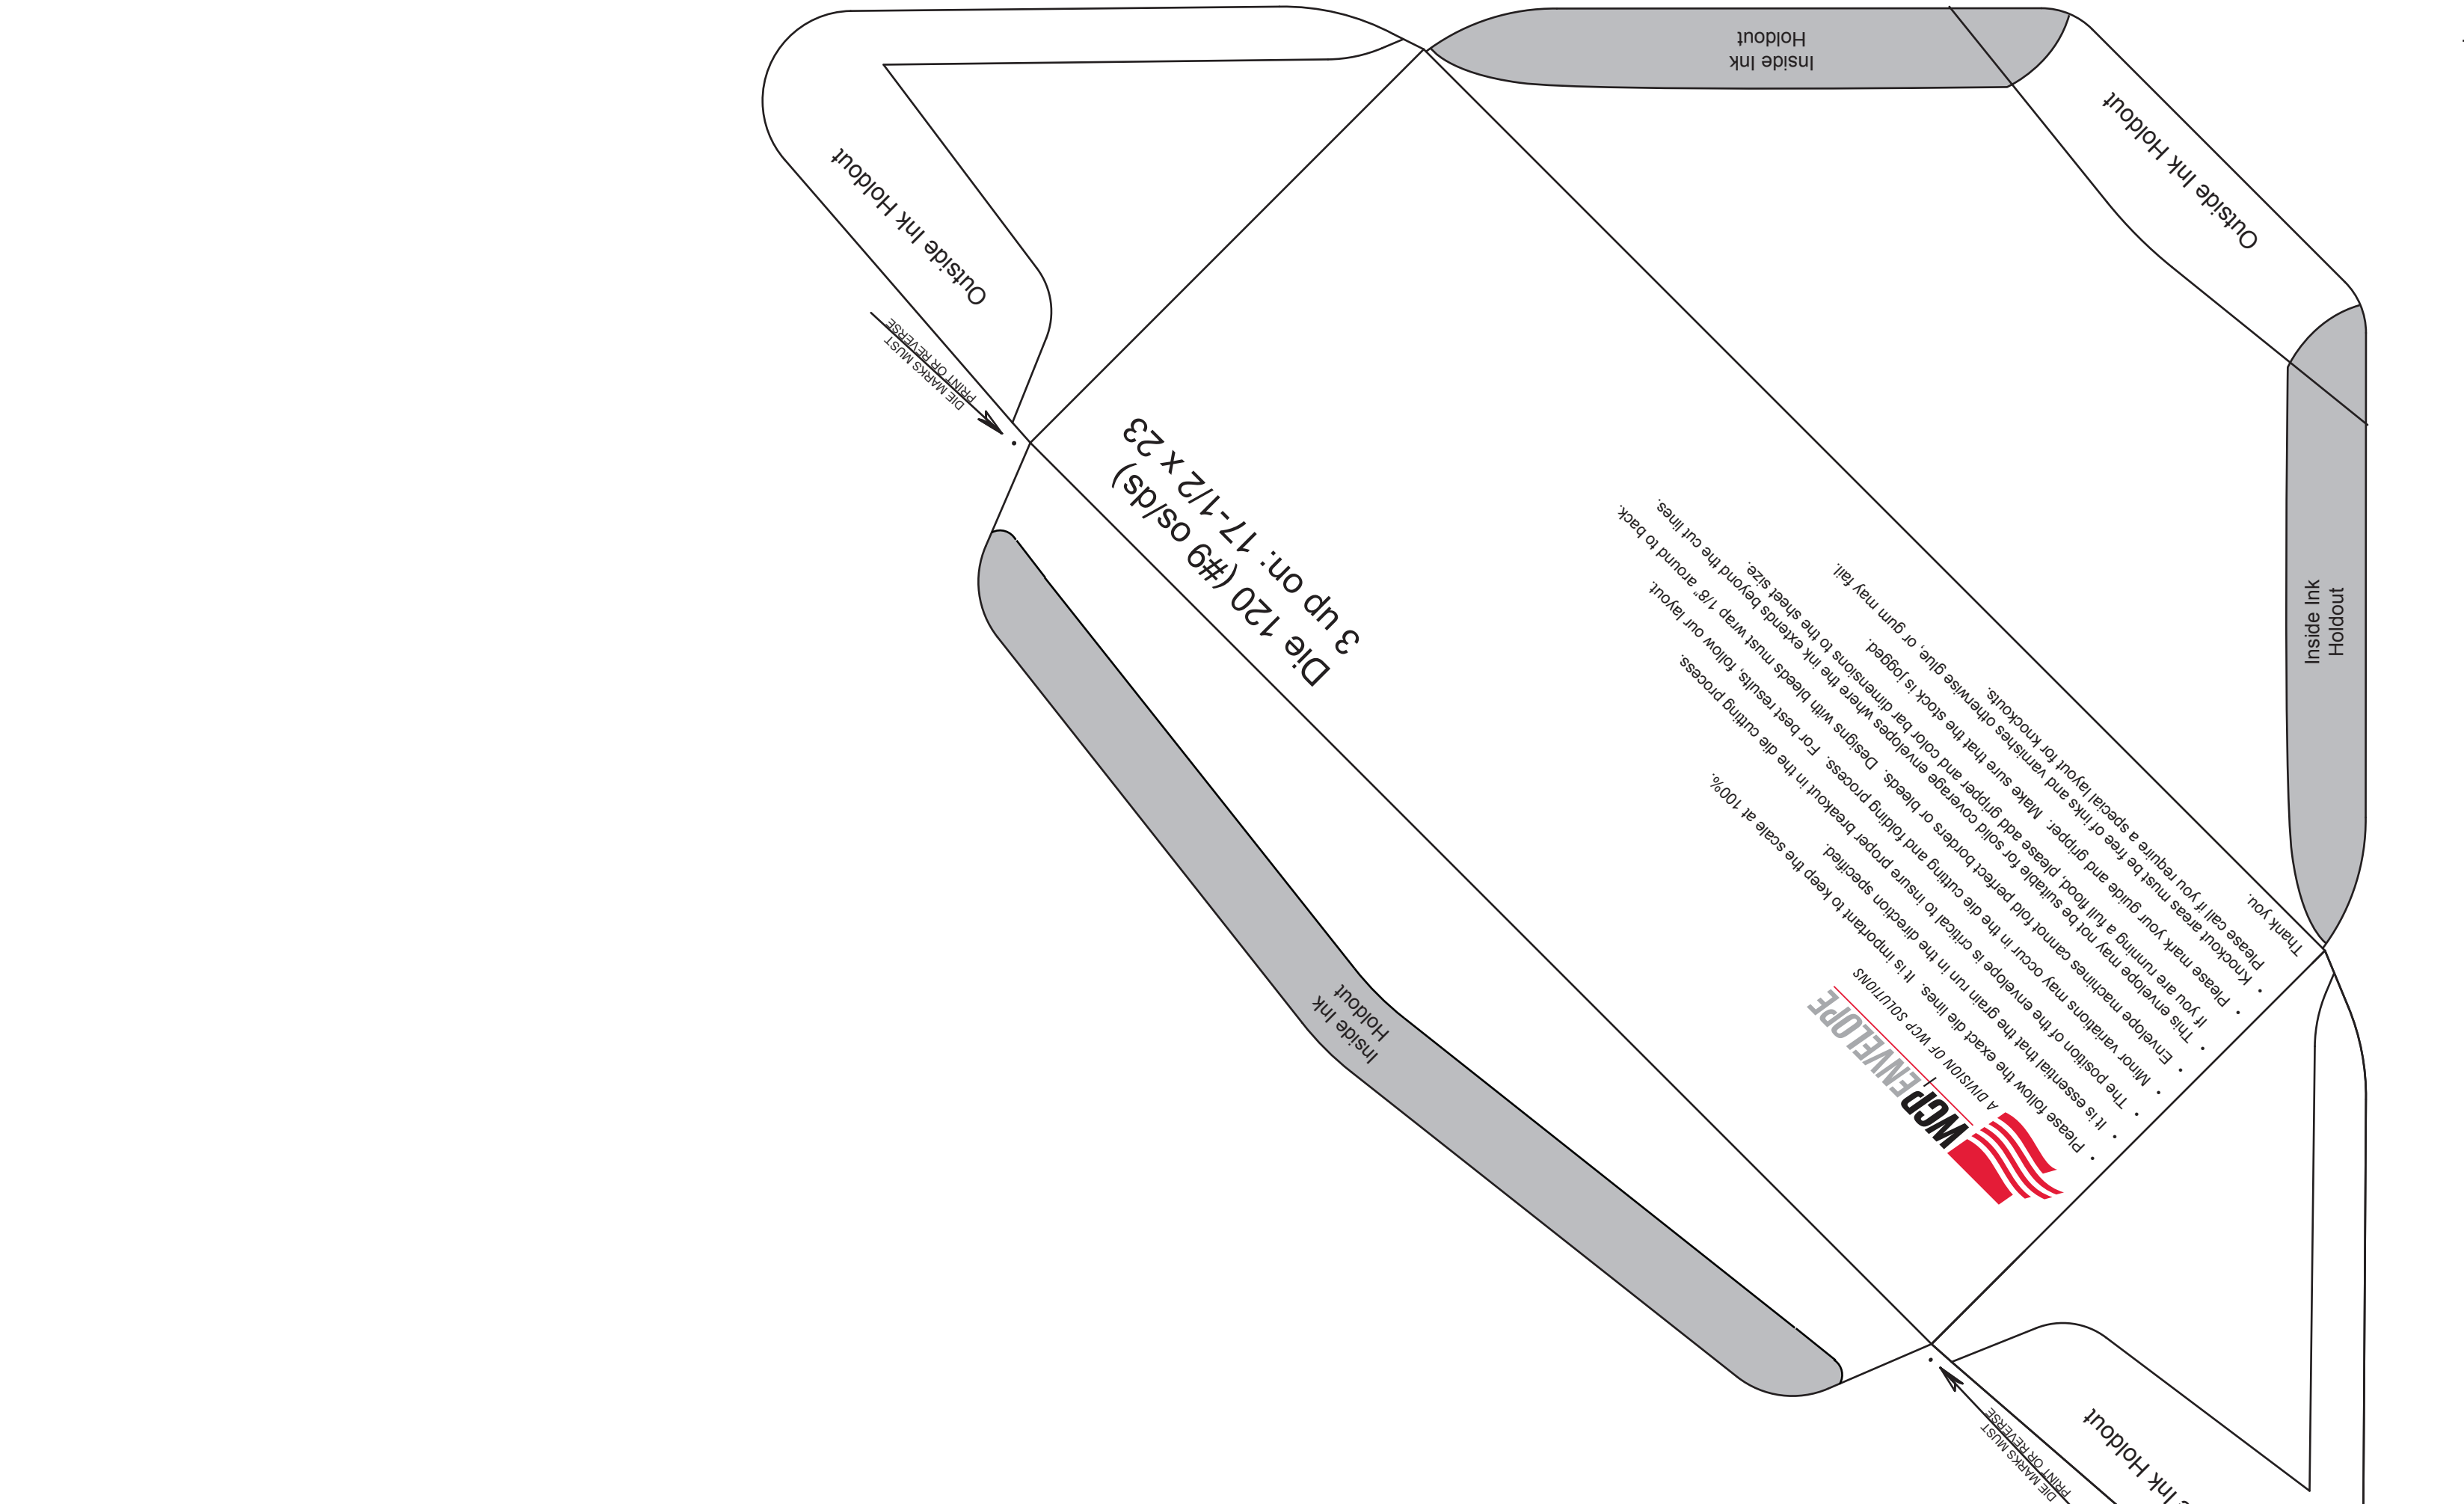 Inside Ink
Holdout
Outside Ink Holdout
Outside Ink Holdout
DIE MARKS MUST
PRINT OR REVERSE
Die 120 (#9 os/ds)
3 up on: 17-1/2 x 23
Inside Ink
Holdout
Inside Ink
Holdout
WCP ENVELOPE
A DIVISION OF WCP SOLUTIONS
• Please follow the exact die lines. It is important to keep the scale at 100%.
• It is essential that the grain run in the direction specified.
• The position of the envelope is critical to insure proper breakout in the die cutting process.
• Minor variations may occur in the die cutting and folding process. For best results, follow our layout
• Envelope machines cannot fold perfect borders or bleeds. Designs with bleeds must wrap 1/8" around to back.
• This envelope may not be suitable for solid coverage envelopes where the ink extends beyond the cut lines.
If you are running a full flood, please add gripper and color bar dimensions to the sheet size.
• Please mark your guide and gripper. Make sure that the stock is jogged.
• Knockout areas must be free of inks and varnishes otherwise glue, or gum may fail.
Please call if you require a special layout for knockouts.
Thank you.
DIE MARKS MUST
PRINT OR REVERSE
Ink Holdout